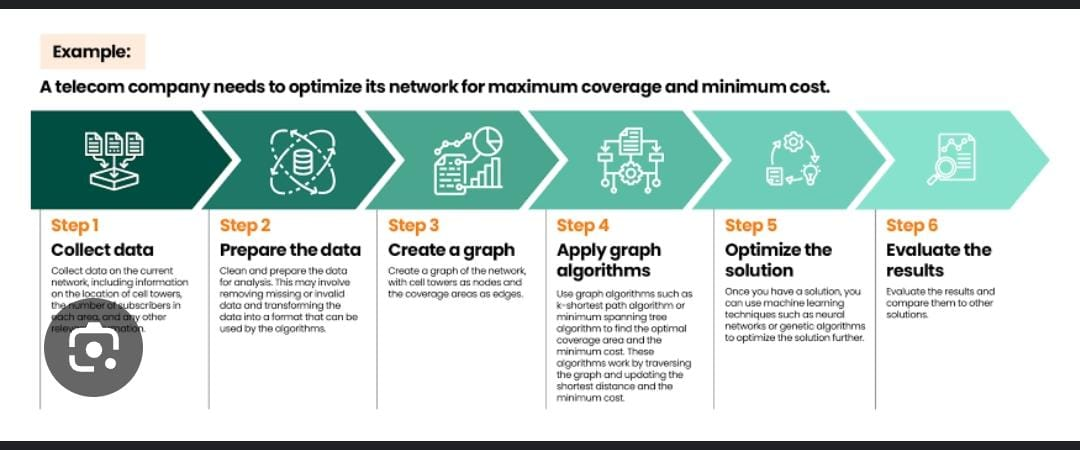 Example:
A telecom company needs to optimize its network for maximum coverage and minimum cost.
Step 1
Collect data
Collect data on the current
network, including information
on the location of cell towers,
the number of subscribers in
each area, and any other
relevant information.
Step 2
Prepare the data
Clean and prepare the data
for analysis. This may involve
removing missing or invalid
data and transforming the
data into a format that can be
used by the algorithms.
Step 3
Create a graph
Create a graph of the network,
with cell towers as nodes and
the coverage areas as edges.
Step 4
Apply graph
algorithms
Use graph algorithms such as
k-shortest path algorithm or
minimum spanning tree
algorithm to find the optimal
coverage area and the
minimum cost. These
algorithms work by traversing
the graph and updating the
shortest distance and the
minimum cost.
Step 5
Optimize the
solution
Once you have a solution, you
can use machine learning
techniques such as neural
networks or genetic algorithms
to optimize the solution further.
Step 6
Evaluate the
results
Evaluate the results and
compare them to other
solutions.